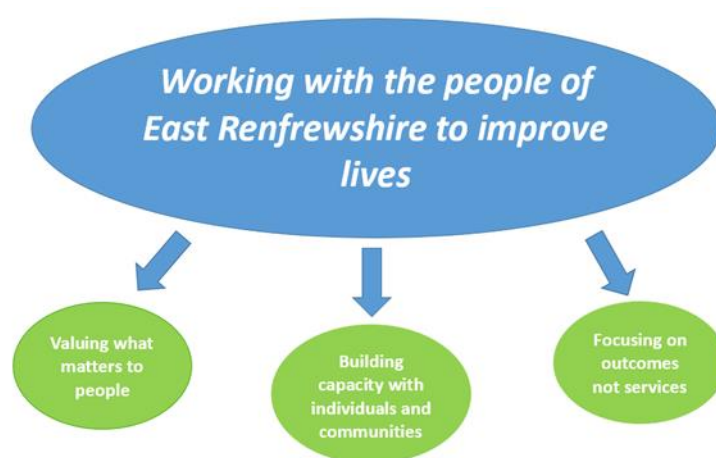 Working with the people of
East Renfrewshire to improve
lives
Valuing what
matters to
people
Building
capacity with
individuals and
communities
Focusing on
outcomes
not services